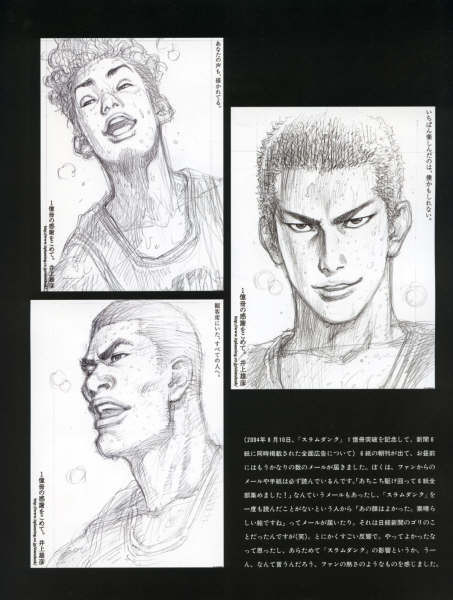 あなたの声も、描かれてる。
1億冊の感謝をこめて。井上雄彦
いちばん楽しんだのは、僕かもしれない。
1億冊の感謝をこめて。井上雄彦
観客席にいた、すべての人へ。
1億冊の感謝をこめて。井上雄彦
(2004年8月10日、「スラムダンク」1億冊突破を記念して、新聞6
紙に同時掲載された全面広告について)6紙の朝刊が出て、お昼前
にはもうかなりの数のメールが届きました。ぼくは、ファンからの
メールや手紙は必ず読んでいるんです。「あちこち駆け回って6紙全
部集めました!」なんていうメールもあったし、「スラムダンク」を
一度も読んだことがないという人から「あの顔はよかった。素晴ら
しい絵ですね」ってメールが届いたり。それは日経新聞のゴリのこ
とだったんですが(笑)。とにかくすごい反響で。やってよかったな
って思ったし、あらためて「スラムダンク」の影響というか、うー
ん、なんて言うんだろう、ファンの熱さのようなものを感じました。